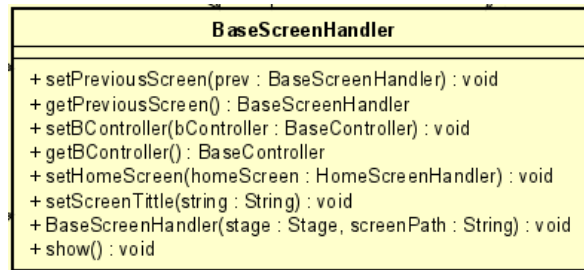 BaseScreenHandler
+ setPreviousScreen(prev : BaseScreenHandler) : void
+ getPreviousScreen() : BaseScreenHandler
+ setBController(bController : BaseController) : void
+ getBController() : BaseController
+ setHomeScreen(homeScreen : HomeScreenHandler) : void
+ setScreenTittle(string : String) : void
+ BaseScreenHandler(stage : Stage, screenPath : String) : void
+ show() : void